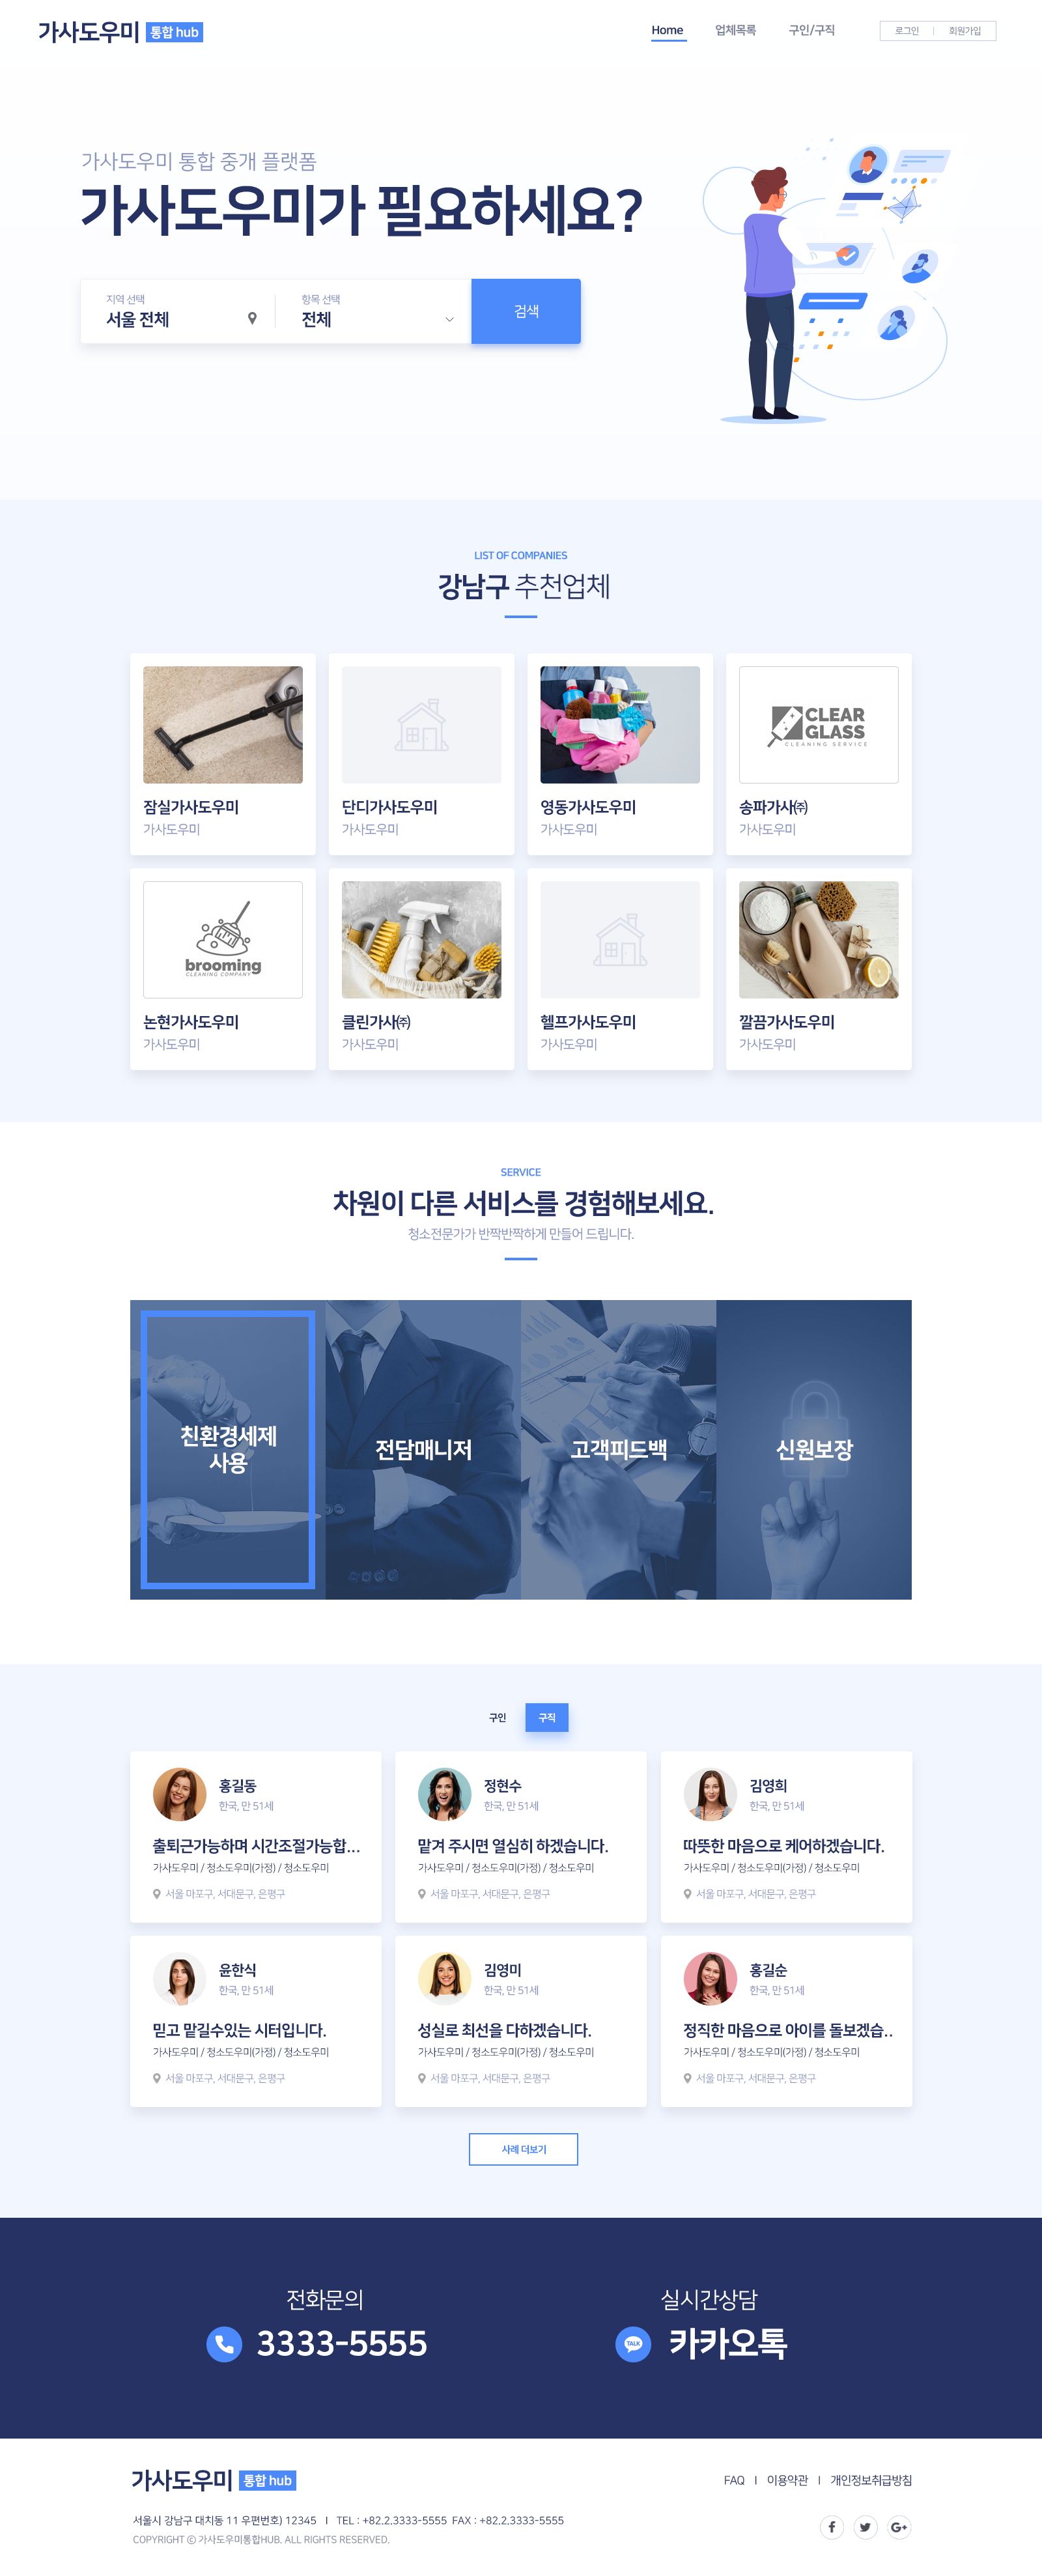 가사도우미 통합 hub
Home 업체목록 구인/구직 로그인 | 회원가입
가사도우미 통합 중개 플랫폼
가사도우미가 필요하세요?
지역 선택 항목 선택
서울 전체 전체 검색
LIST OF COMPANIES
강남구 추천업체
CLEAR
GLASS
CLEANING SERVICE
잠실가사도우미 단디가사도우미 영동가사도우미 송파가사㈜
가사도우미 가사도우미 가사도우미 가사도우미
brooming
CLEANING COMPANY
논현가사도우미 클린가사㈜ 헬프가사도우미 깔끔가사도우미
가사도우미 가사도우미 가사도우미 가사도우미
SERVICE
차원이 다른 서비스를 경험해보세요.
청소전문가가 반짝반짝하게 만들어 드립니다.
친환경세제
사용
전담매니저
고객피드백
신원보장
구인 구직
홍길동
한국, 만 51세
출퇴근가능하며 시간조절가능합...
가사도우미 / 청소도우미(가정) / 청소도우미
서울 마포구, 서대문구, 은평구
정현수
한국, 만 51세
맡겨 주시면 열심히 하겠습니다.
가사도우미 / 청소도우미(가정) / 청소도우미
서울 마포구, 서대문구, 은평구
김영희
한국, 만 51세
따뜻한 마음으로 케어하겠습니다.
가사도우미 / 청소도우미(가정) / 청소도우미
서울 마포구, 서대문구, 은평구
윤한식
한국, 만 51세
믿고 맡길수있는 시터입니다.
가사도우미 / 청소도우미(가정) / 청소도우미
서울 마포구, 서대문구, 은평구
김영미
한국, 만 51세
성실로 최선을 다하겠습니다.
가사도우미 / 청소도우미(가정) / 청소도우미
서울 마포구, 서대문구, 은평구
홍길순
한국, 만 51세
정직한 마음으로 아이를 돌보겠습..
가사도우미 / 청소도우미(가정) / 청소도우미
서울 마포구, 서대문구, 은평구
사례 더보기
전화문의
3333-5555
실시간상담
TALK 카카오톡
가사도우미 통합 hub
FAQ | 이용약관 | 개인정보취급방침
서울시 강남구 대치동 11 우편번호) 12345 | TEL : +82.2.3333-5555 FAX : +82.2.3333-5555
COPYRIGHT ⓒ 가사도우미통합HUB. ALL RIGHTS RESERVED.
f G+